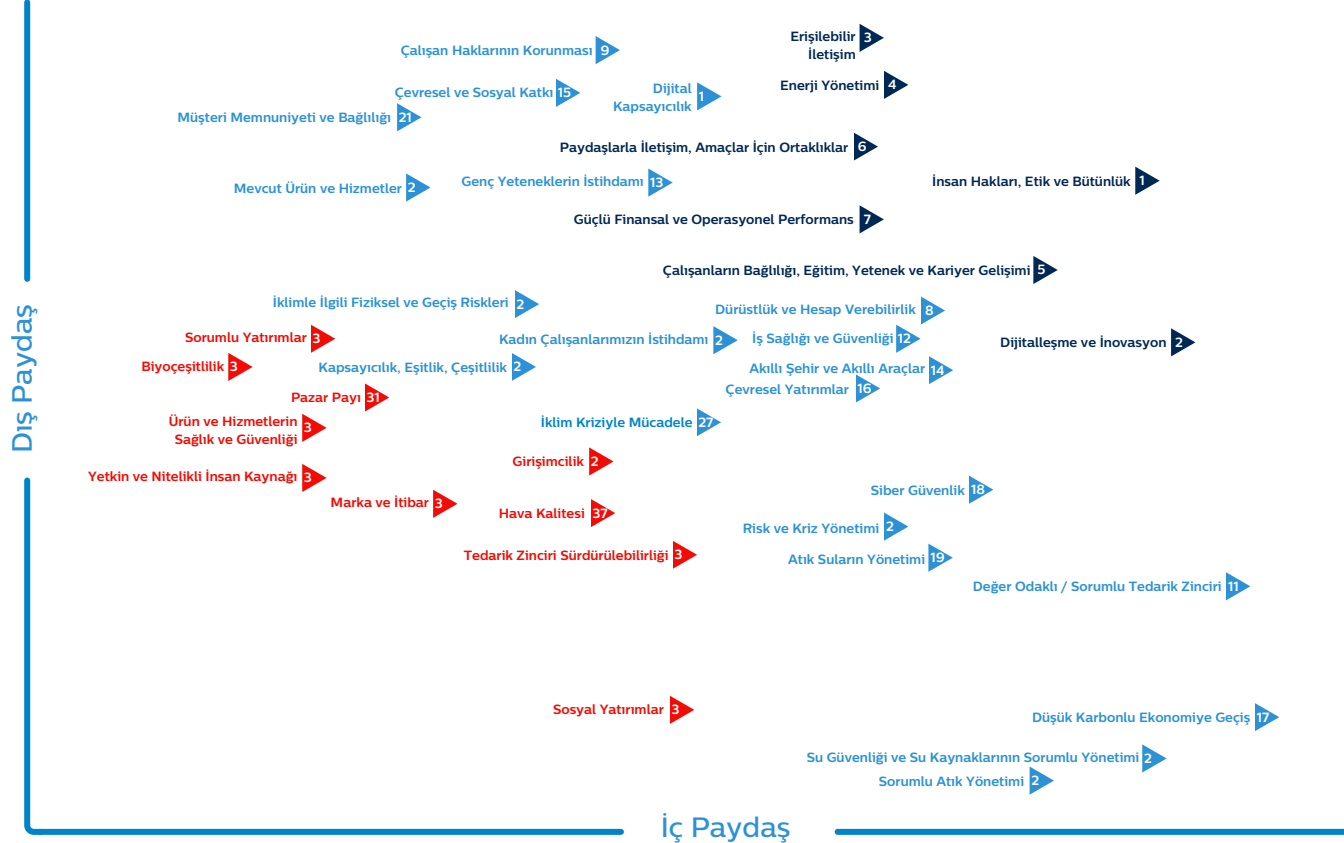 Erişilebilir
İletişim 3
Çalışan Haklarının Korunması 9
Enerji Yönetimi 4
Çevresel ve Sosyal Katkı 15
Dijital
Kapsayıcılık 1
Müşteri Memnuniyeti ve Bağlılığı 21
Paydaşlarla İletişim, Amaçlar İçin Ortaklıklar 6
Mevcut Ürün ve Hizmetler 2
Genç Yeteneklerin İstihdamı 13
İnsan Hakları, Etik ve Bütünlük 1
Güçlü Finansal ve Operasyonel Performans 7
Çalışanların Bağlılığı, Eğitim, Yetenek ve Kariyer Gelişimi 5
İklimle İlgili Fiziksel ve Geçiş Riskleri 2
Dürüstlük ve Hesap Verebilirlik 8
Sorumlu Yatırımlar 3
Kadın Çalışanlarımızın İstihdamı 2
İş Sağlığı ve Güvenliği 12
Dijitalleşme ve İnovasyon 2
Biyoçeşitlilik 3
Kapsayıcılık, Eşitlik, Çeşitlilik 2
Akıllı Şehir ve Akıllı Araçlar 14
Çevresel Yatırımlar 16
Pazar Payı 31
Ürün ve Hizmetlerin
Sağlık ve Güvenliği 3
İklim Kriziyle Mücadele 27
Girişimcilik 2
Yetkin ve Nitelikli İnsan Kaynağı 3
Siber Güvenlik 18
Marka ve İtibar 3
Hava Kalitesi 37
Risk ve Kriz Yönetimi 2
Tedarik Zinciri Sürdürülebilirliği 3
Atık Suların Yönetimi 19
Değer Odaklı / Sorumlu Tedarik Zinciri 11
Sosyal Yatırımlar 3
Düşük Karbonlu Ekonomiye Geçiş 17
Su Güvenliği ve Su Kaynaklarının Sorumlu Yönetimi 2
Sorumlu Atık Yönetimi 2
Dış Paydaş
İç Paydaş